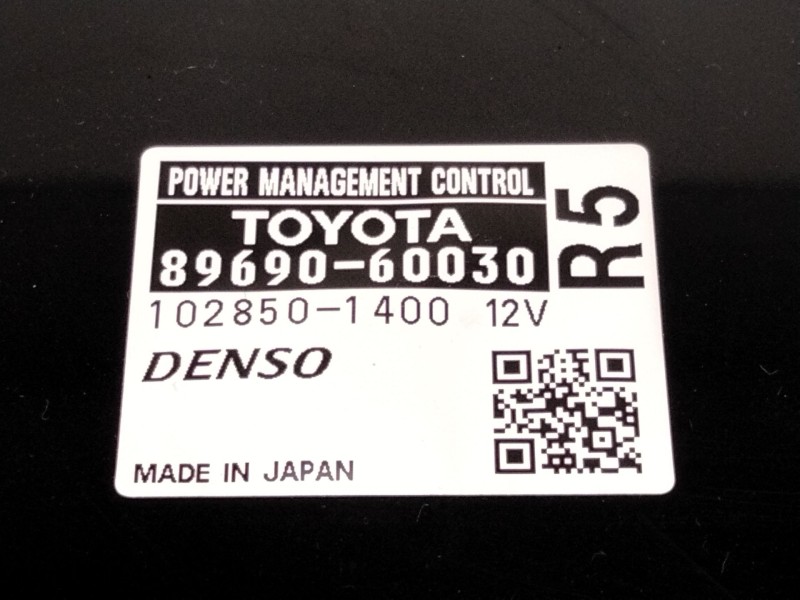 POWER MANAGEMENT CONTROL
TOYOTA
89690-60030
R5
102850-1400 12V
DENSO
MADE IN JAPAN